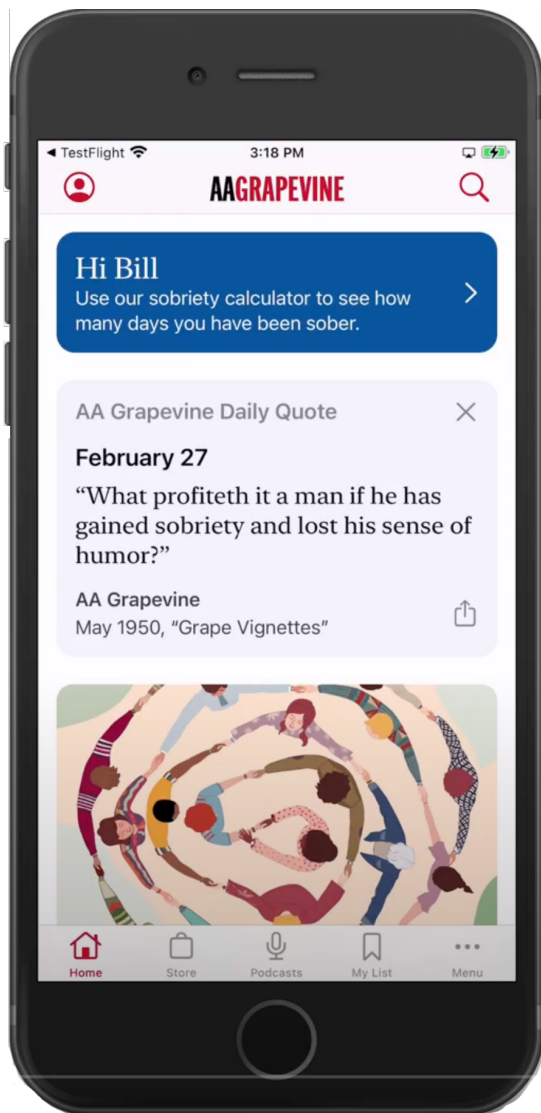 ◀ TestFlight
3:18 PM
AAGRAPEVINE
Hi Bill
Use our sobriety calculator to see how
many days you have been sober.
AA Grapevine Daily Quote
February 27
“What profiteth it a man if he has
gained sobriety and lost his sense of
humor?”
AA Grapevine
May 1950, “Grape Vignettes”
Home
Store
Podcasts
My List
Menu